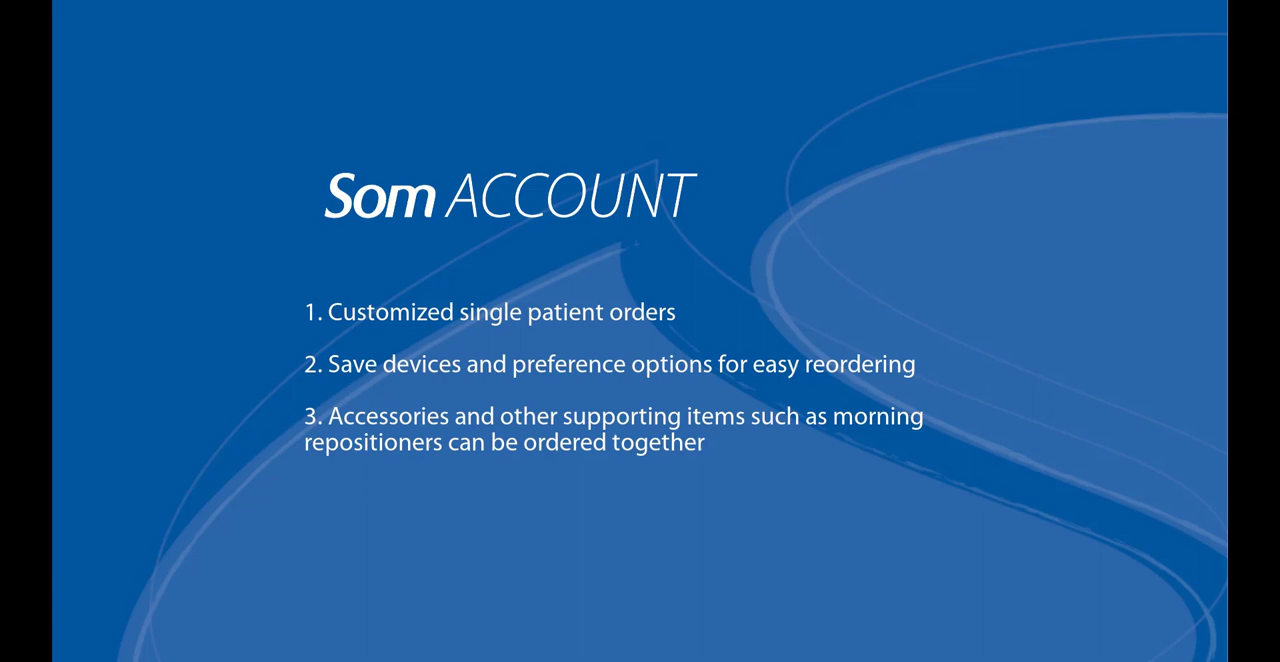 Som ACCOUNT
1. Customized single patient orders
2. Save devices and preference options for easy reordering
3. Accessories and other supporting items such as morning
repositioners can be ordered together